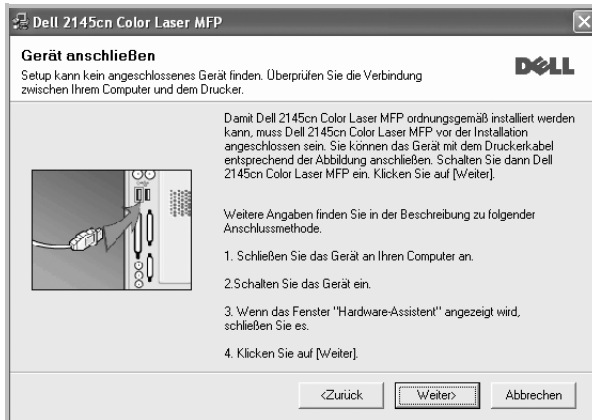 Dell 2145cn Color Laser MFP
Gerät anschließen
Setup kann kein angeschlossenes Gerät finden. Überprüfen Sie die Verbindung
zwischen Ihrem Computer und dem Drucker.
DELL
Damit Dell 2145cn Color Laser MFP ordnungsgemäß installiert werden
kann, muss Dell 2145cn Color Laser MFP vor der Installation
angeschlossen sein. Sie können das Gerät mit dem Druckerkabel
entsprechend der Abbildung anschließen. Schalten Sie dann Dell
2145cn Color Laser MFP ein. Klicken Sie auf [Weiter].
Weitere Angaben finden Sie in der Beschreibung zu folgender
Anschlussmethode.
1. Schließen Sie das Gerät an Ihren Computer an.
2.Schalten Sie das Gerät ein.
3. Wenn das Fenster "Hardware-Assistent" angezeigt wird,
schließen Sie es.
4. Klicken Sie auf [Weiter].
<Zurück Weiter> Abbrechen